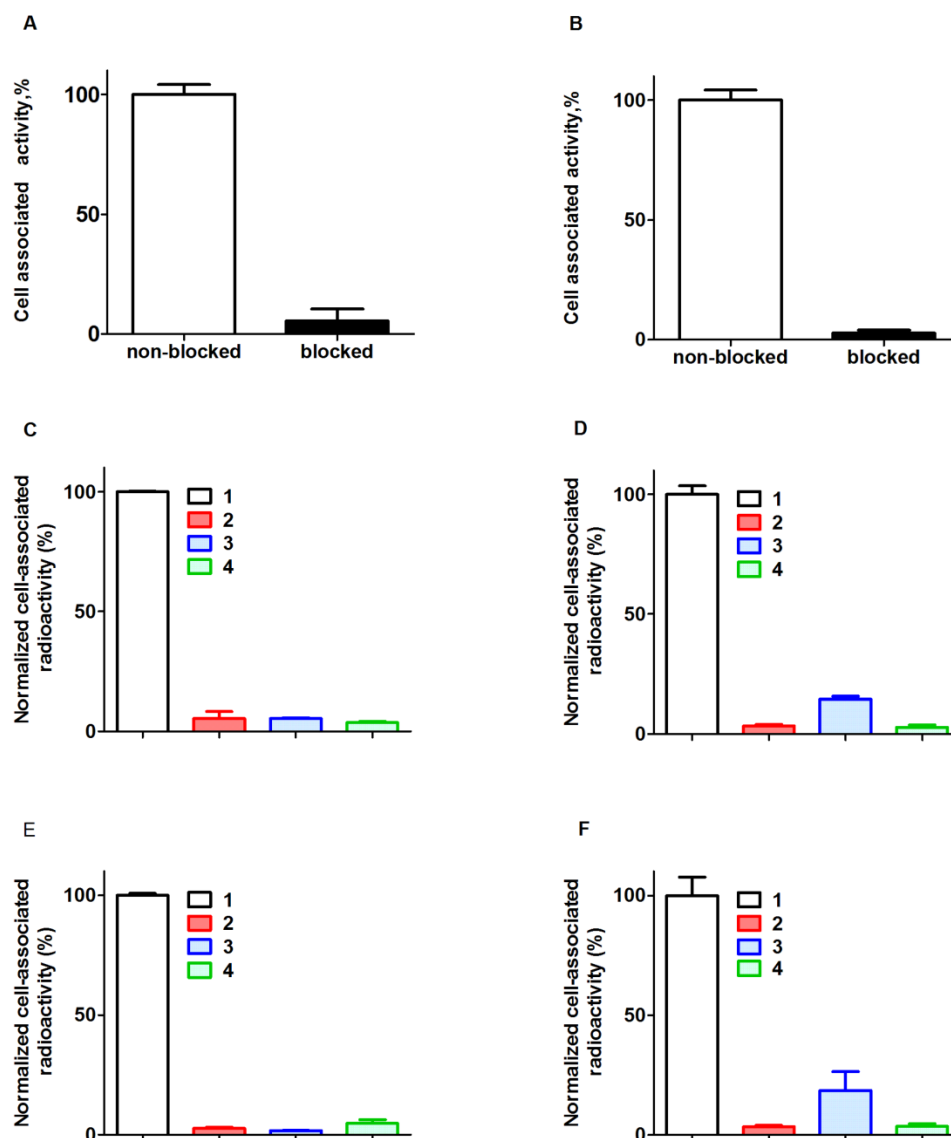 A
Cell associated activity,%
100
50
0
non-blocked
blocked
B
Cell associated activity,%
100
50
0
non-blocked
blocked
C
Normalized cell-associated
radioactivity (%)
100
50
0
1
2
3
4
D
Normalized cell-associated
radioactivity (%)
100
50
0
1
2
3
4
E
Normalized cell-associated
radioactivity (%)
100
50
0
1
2
3
4
F
Normalized cell-associated
radioactivity (%)
100
50
0
1
2
3
4